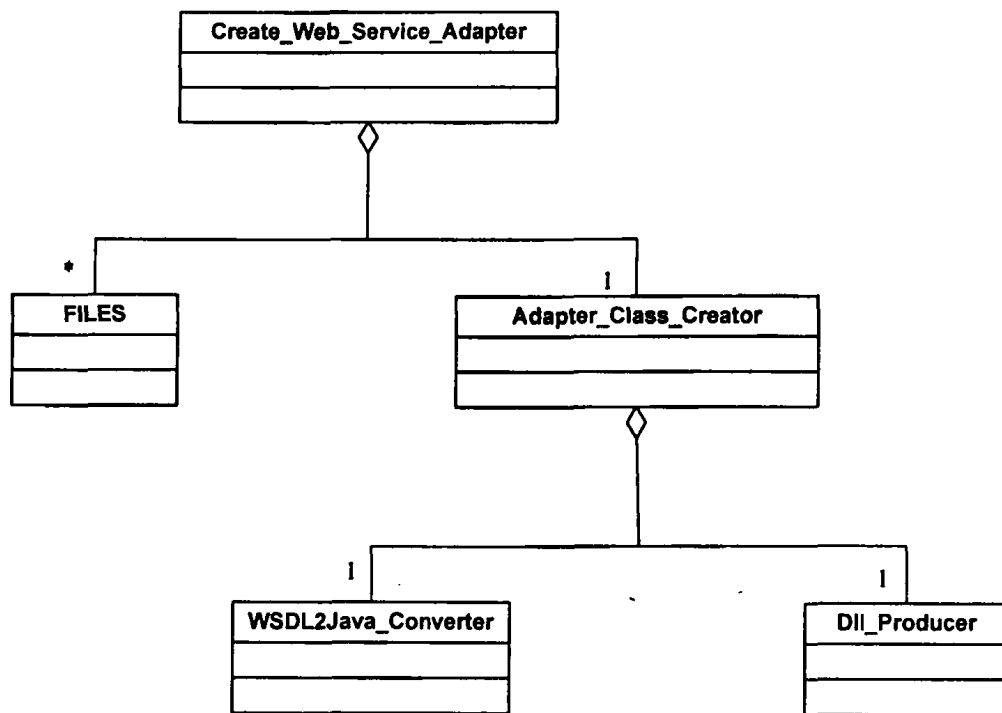 Create_Web_Service_Adapter
* 1
FILES
Adapter_Class_Creator
1 1
WSDL2Java_Converter
Dll_Producer